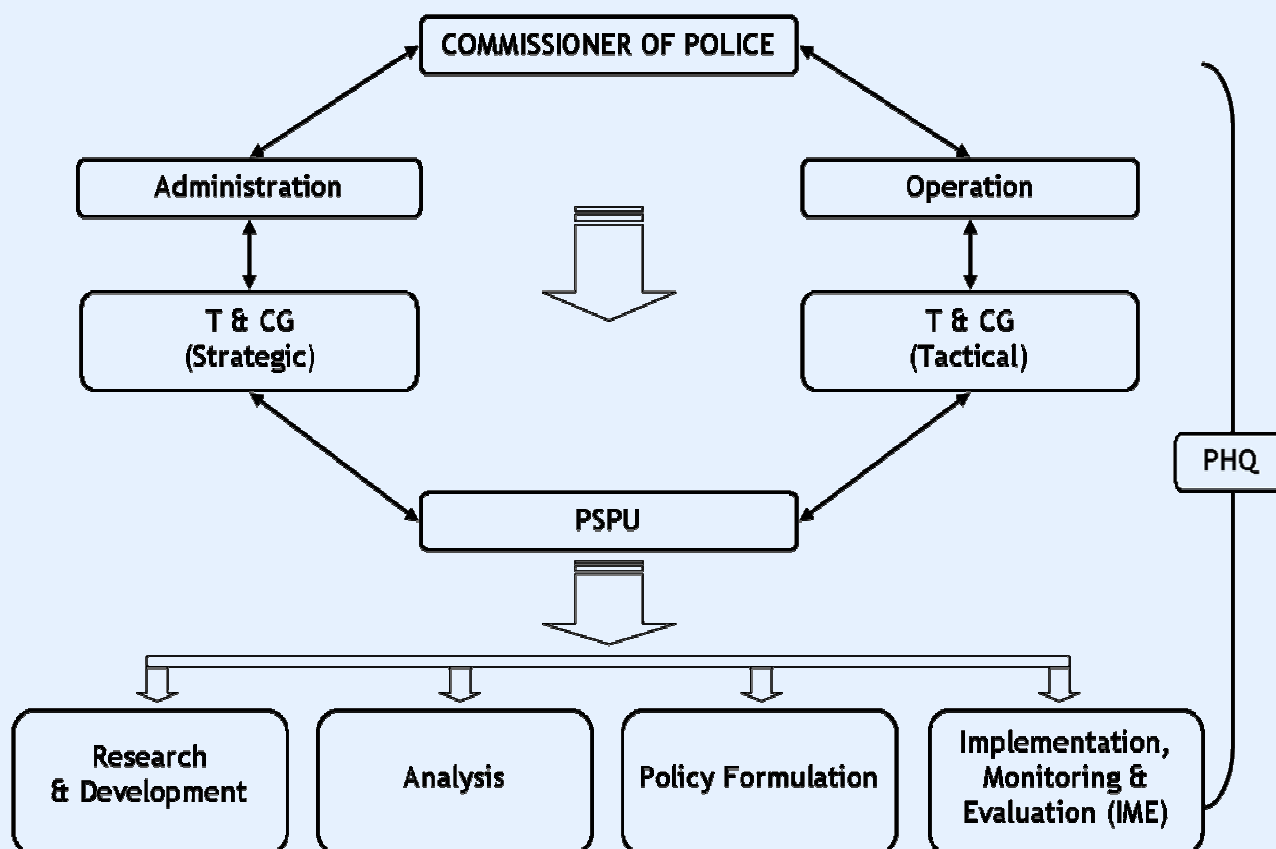 COMMISSIONER OF POLICE
Administration
Operation
T & CG
(Strategic)
T & CG
(Tactical)
PHQ
PSPU
Research
& Development
Analysis
Policy Formulation
Implementation,
Monitoring &
Evaluation (IME)